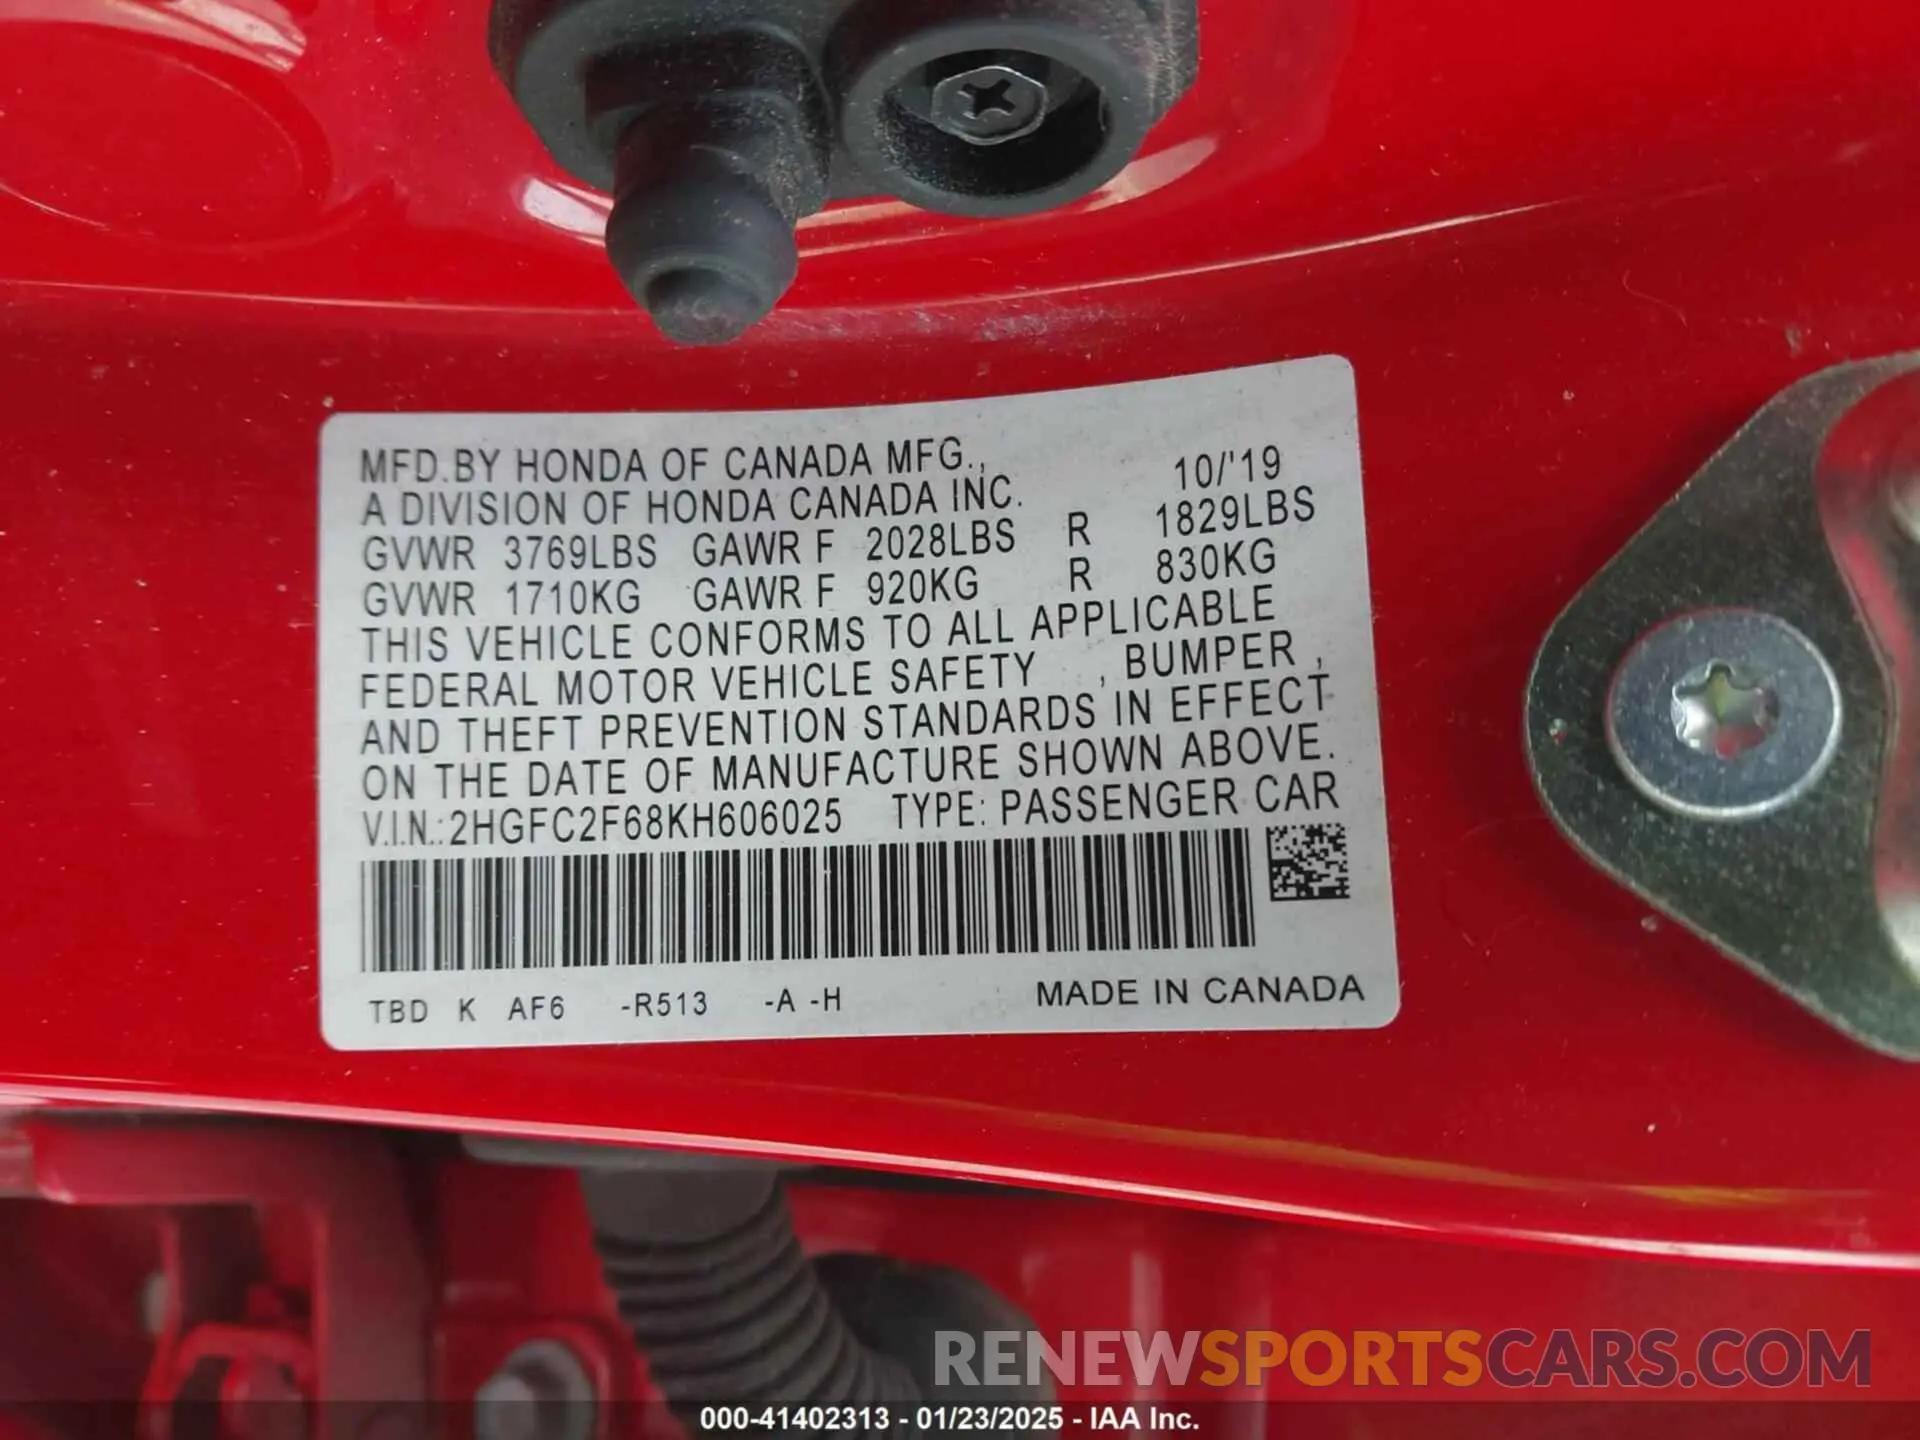 MFD.BY HONDA OF CANADA MFG., 10/'19
A DIVISION OF HONDA CANADA INC.
GVWR 3769LBS GAWR F 2028LBS R 1829LBS
GVWR 1710KG GAWR F 920KG R 830KG
THIS VEHICLE CONFORMS TO ALL APPLICABLE
FEDERAL MOTOR VEHICLE SAFETY , BUMPER ,
AND THEFT PREVENTION STANDARDS IN EFFECT
ON THE DATE OF MANUFACTURE SHOWN ABOVE.
V.I.N.:2HGFC2F68KH606025 TYPE: PASSENGER CAR
TBD K AF6 -R513 -A -H MADE IN CANADA
RENEWSPORTSCARS.COM
000-41402313 - 01/23/2025 - IAA Inc.